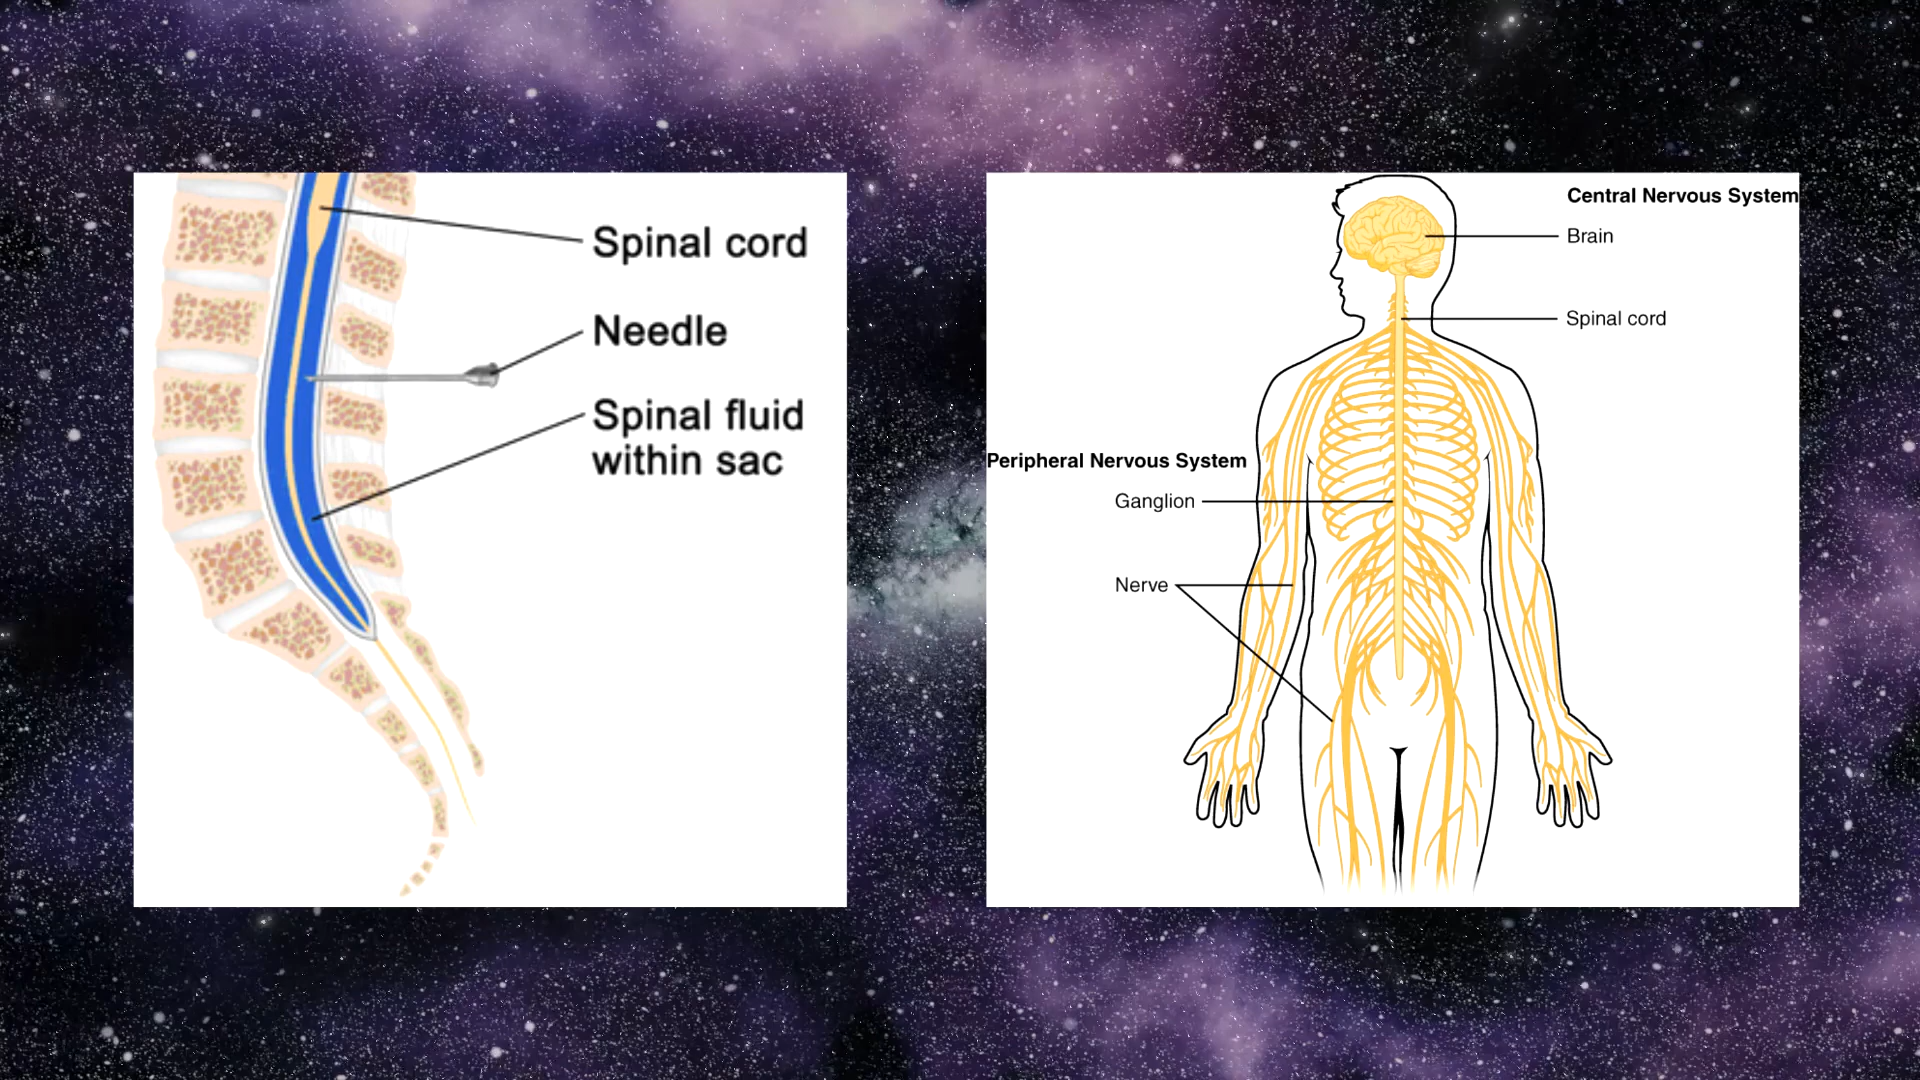 Spinal cord
Needle
Spinal fluid
within sac
Central Nervous System
Brain
Spinal cord
Peripheral Nervous System
Ganglion
Nerve